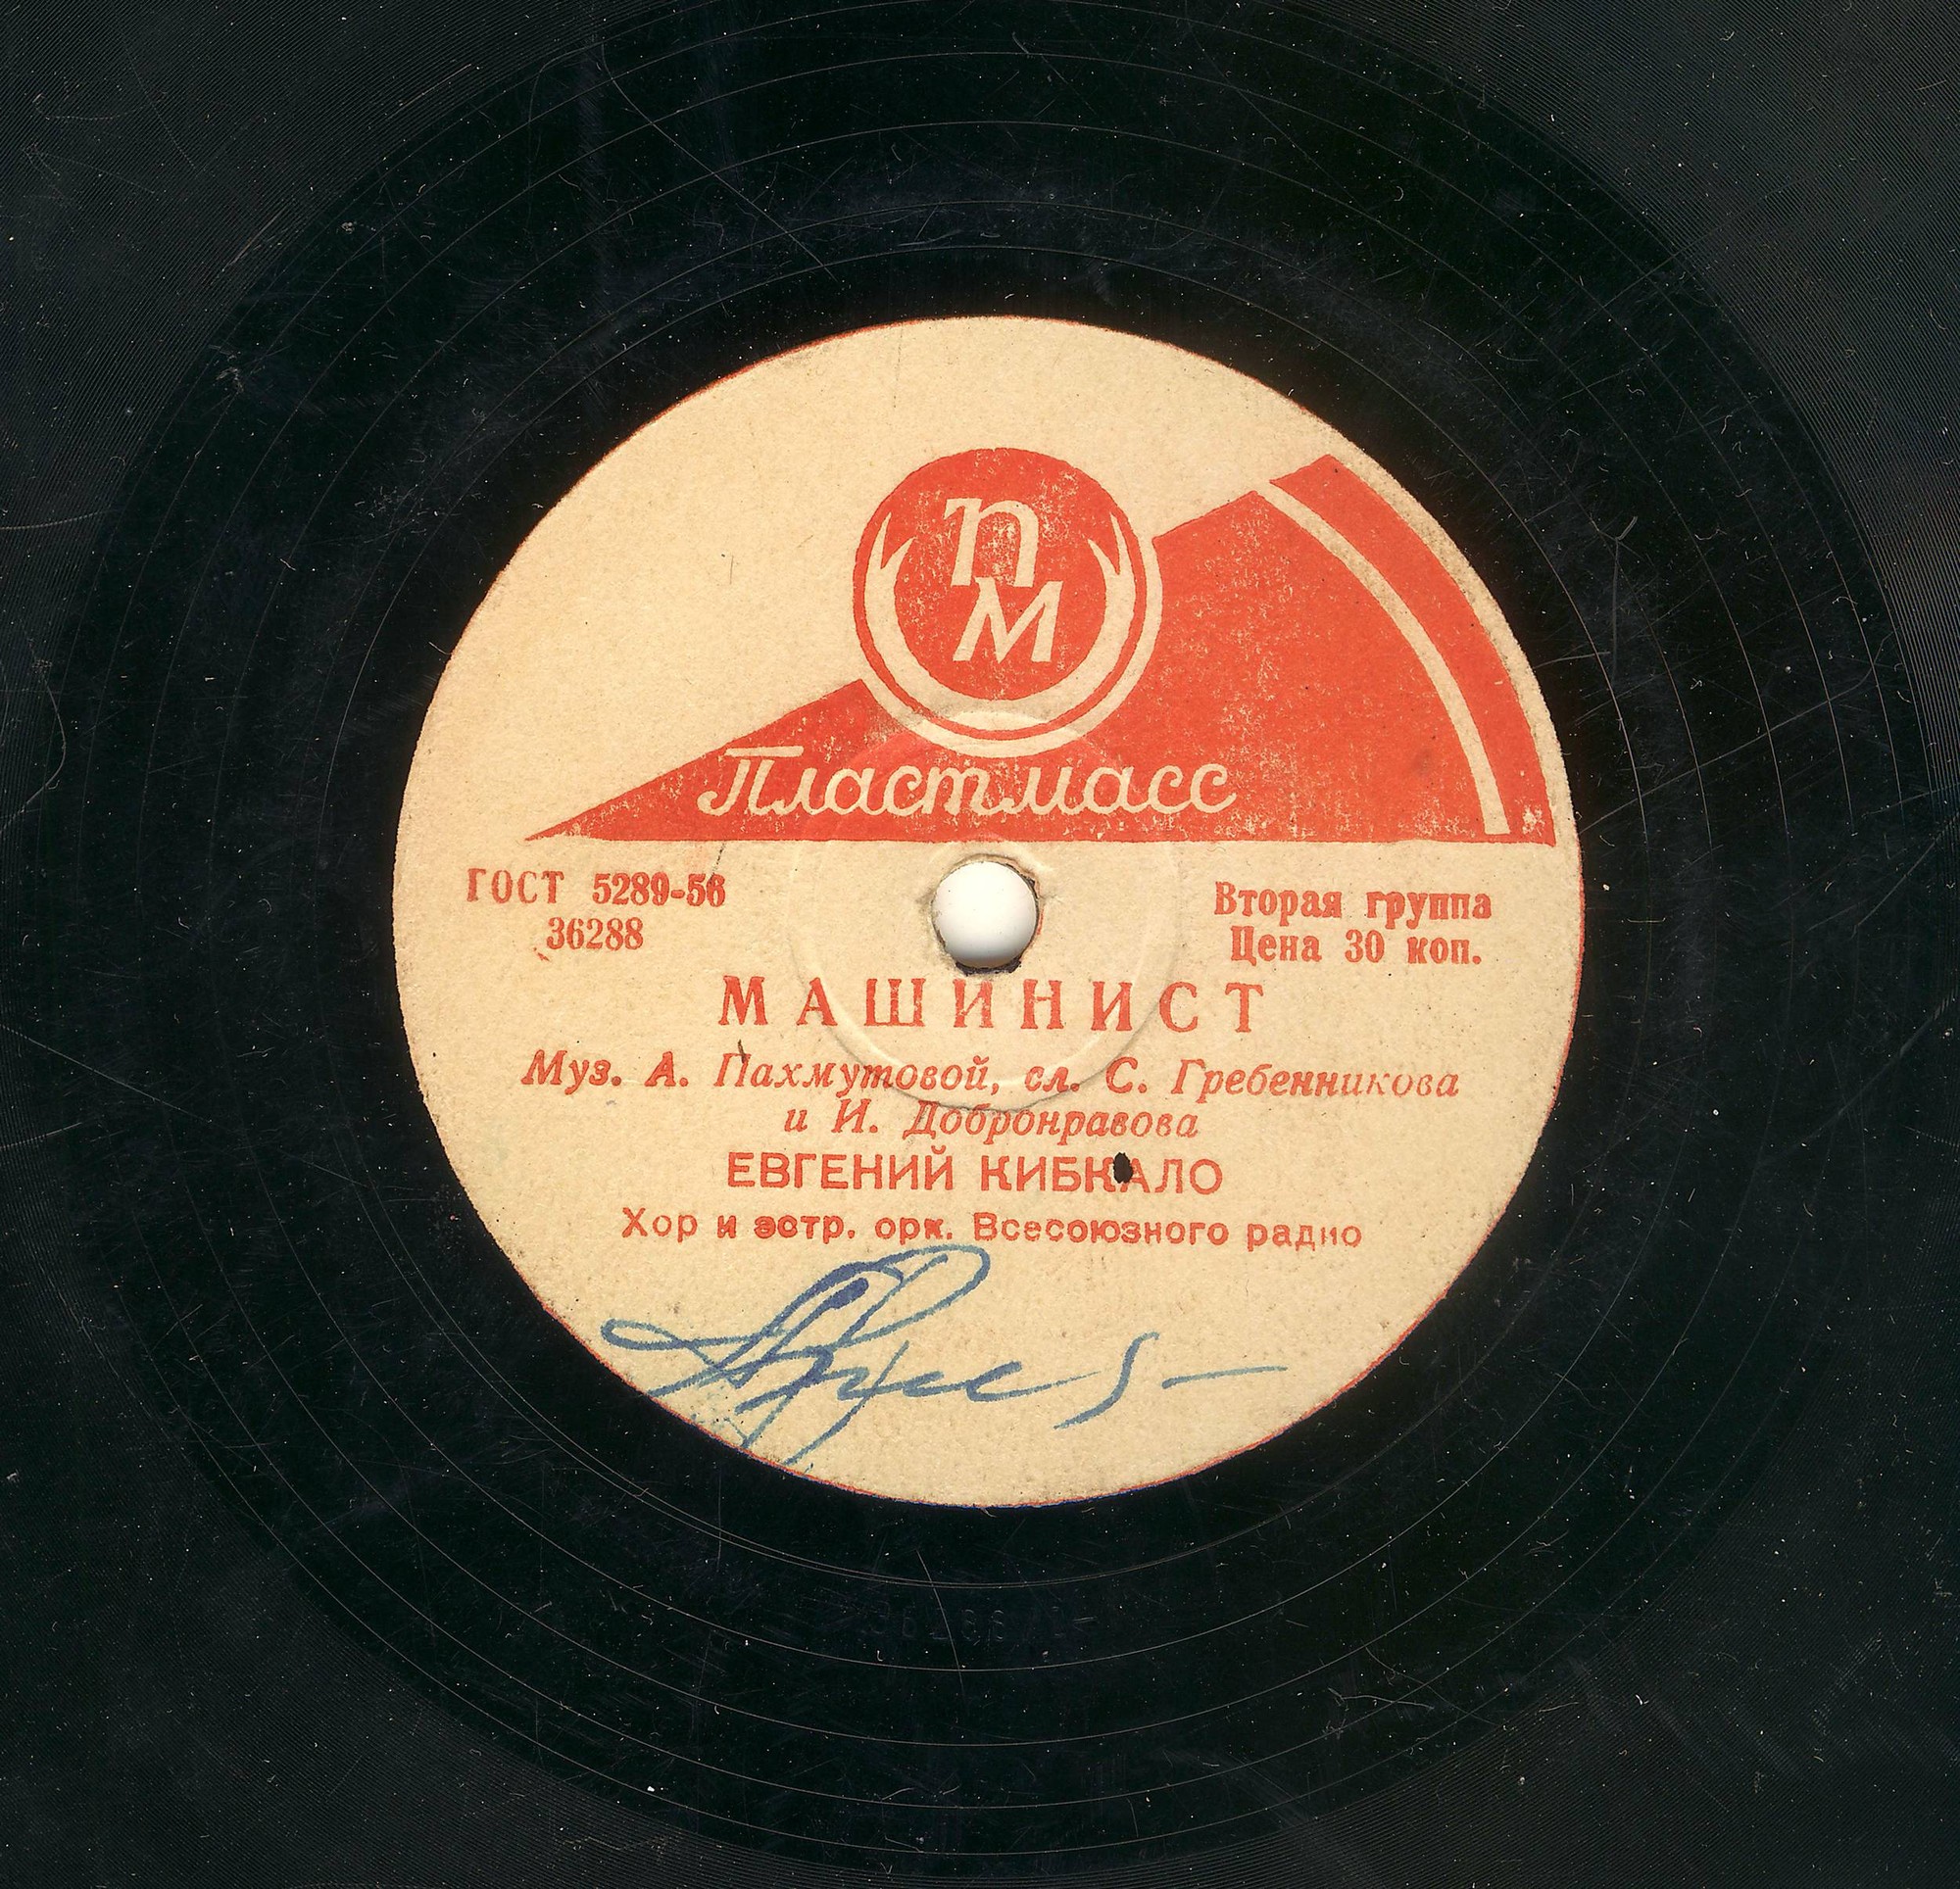 П
М
Пластмасс
ГОСТ 5289-56
36288
Вторая группа
Цена 30 коп.
МАШИНИСТ
Муз. А. Пахмутовой, сл. С. Гребенникова
и И. Добронравова
ЕВГЕНИЙ КИБКАЛО
Хор и эстр. орк. Всесоюзного радио